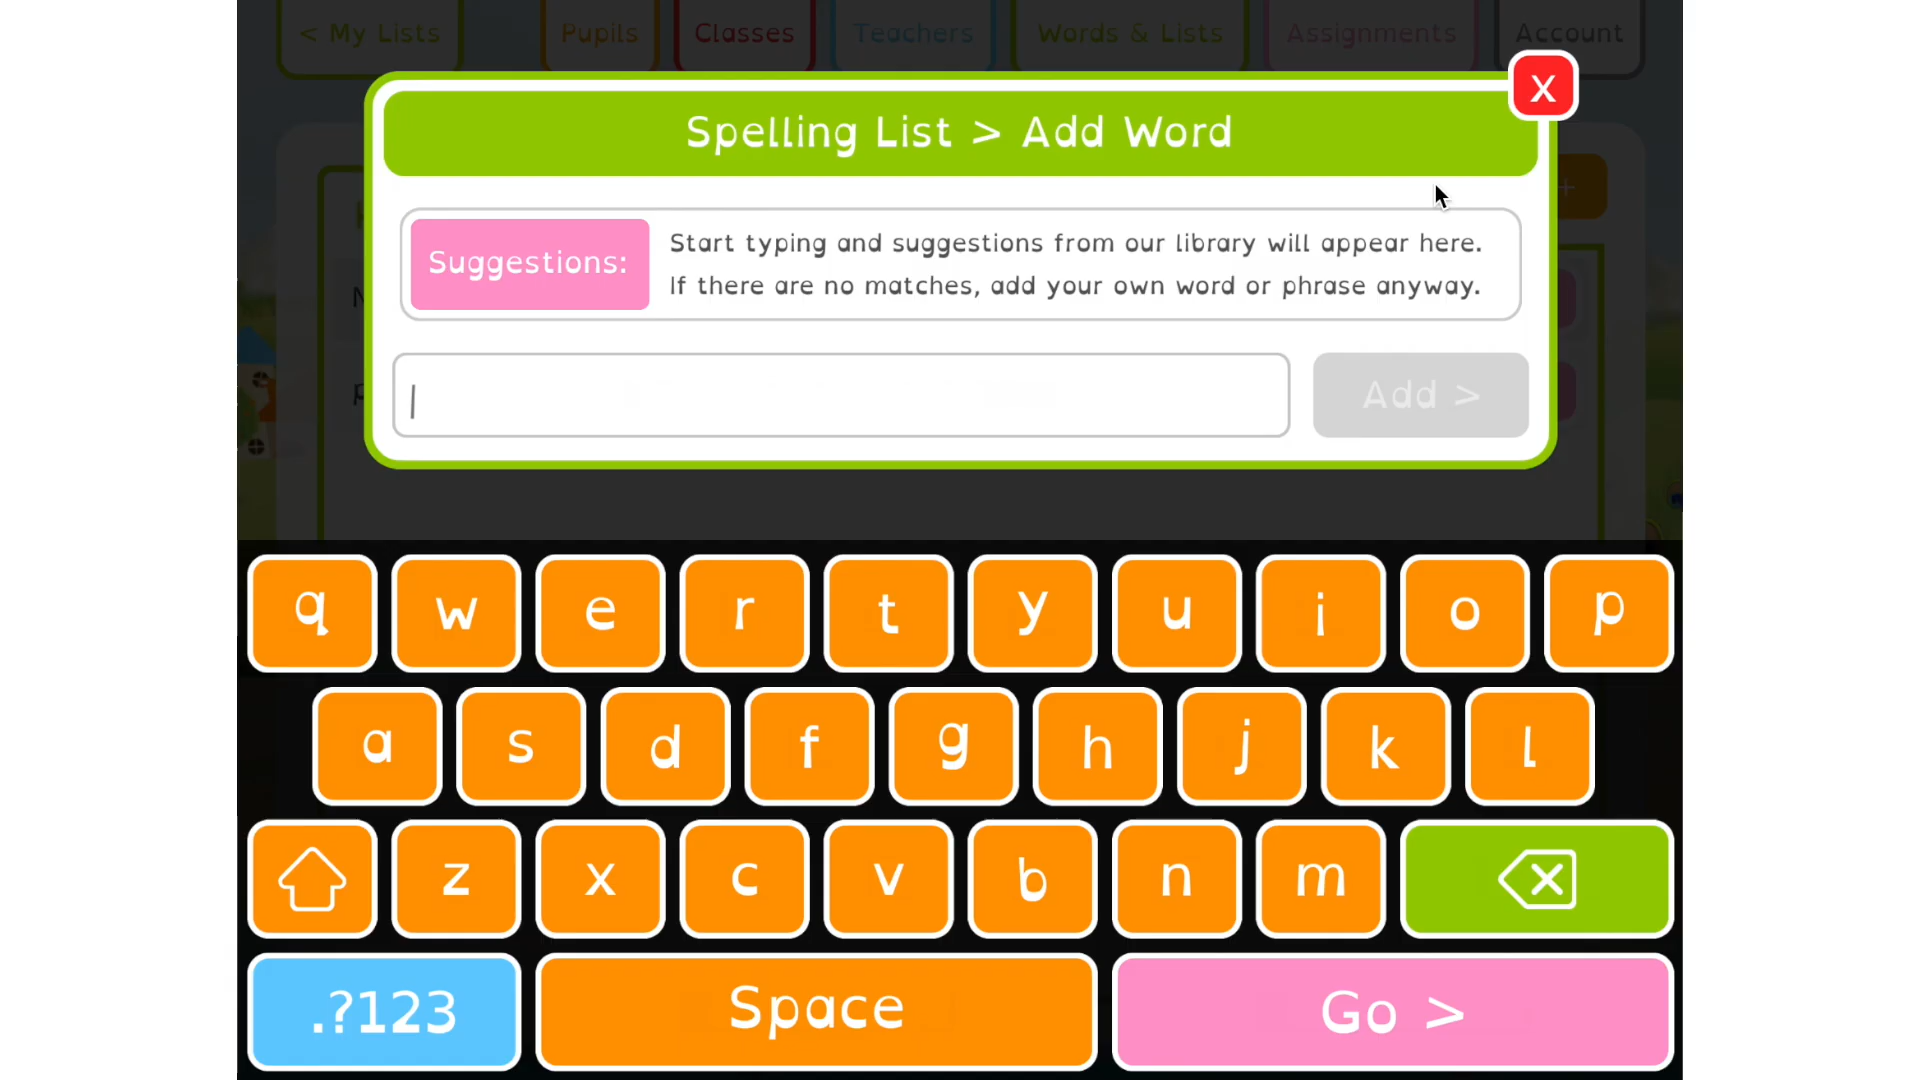 < My Lists
Pupils
Classes
Teachers
Words & Lists
Assignments
Account
X
Spelling List > Add Word
+
Suggestions:
Start typing and suggestions from our library will appear here.
If there are no matches, add your own word or phrase anyway.
Add >
q w e r t y u i o p
a s d f g h j k l
z x c v b n m
.?123
Space
Go >